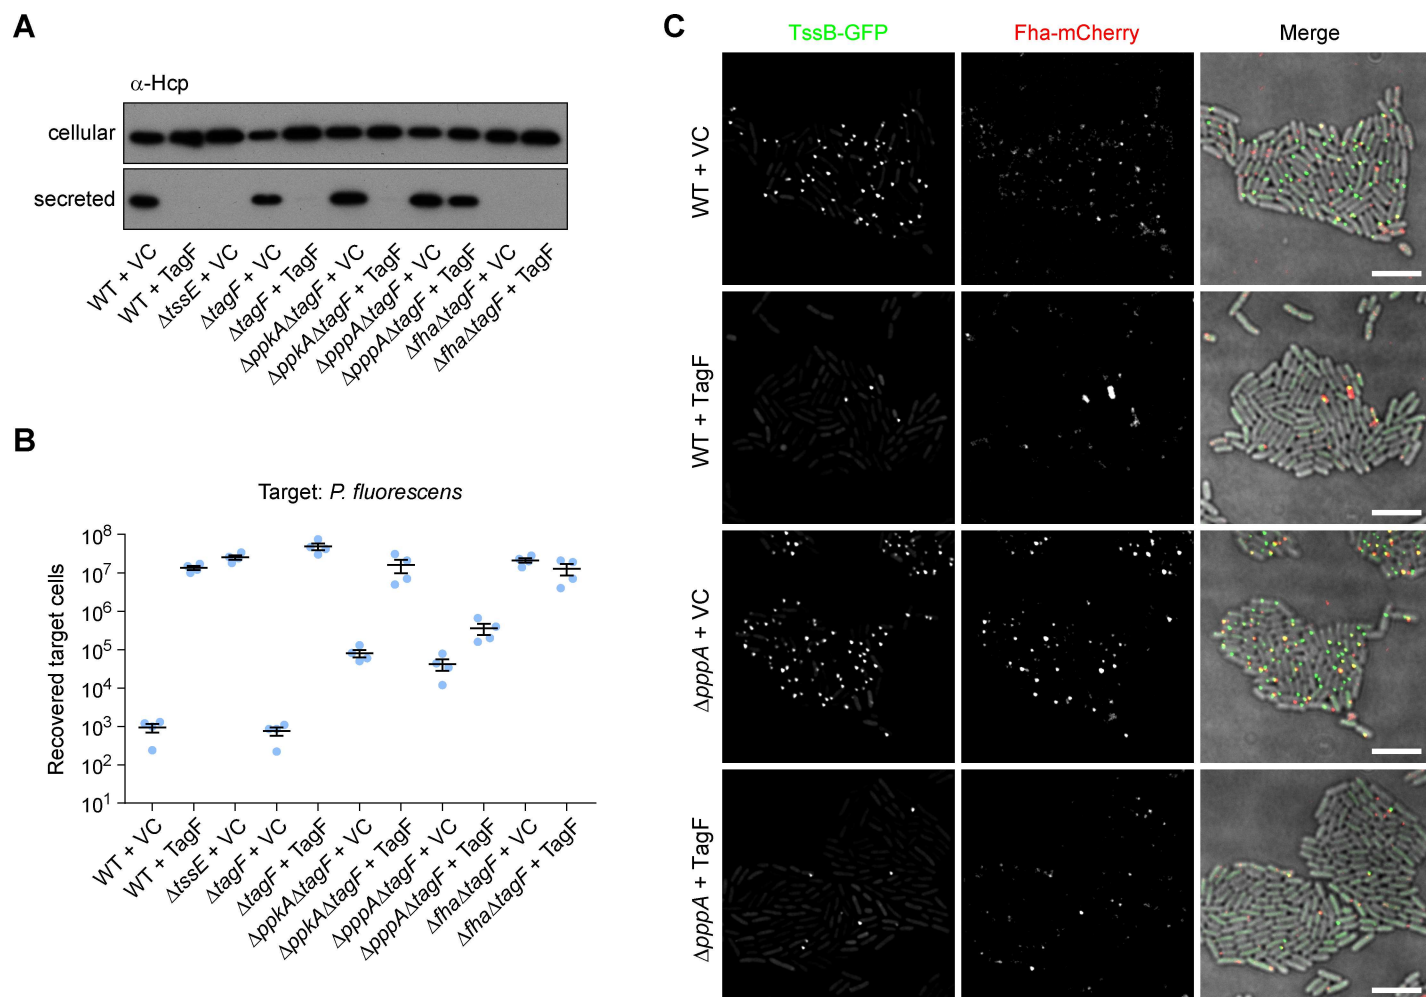 A
α-Hcp
cellular
secreted
WT + VC
WT + TagF
ΔtssE + VC
ΔtagF + VC
ΔtagF + TagF
ΔppkAΔtagF + VC
ΔppkAΔtagF + TagF
ΔpppAΔtagF + VC
ΔpppAΔtagF + TagF
ΔfhaΔtagF + VC
ΔfhaΔtagF + TagF
B
Target: P. fluorescens
Recovered target cells
10⁸
10⁷
10⁶
10⁵
10⁴
10³
10²
10¹
WT + VC
WT + TagF
ΔtssE + VC
ΔtagF + VC
ΔtagF + TagF
ΔppkAΔtagF + VC
ΔppkAΔtagF + TagF
ΔpppAΔtagF + VC
ΔpppAΔtagF + TagF
ΔfhaΔtagF + VC
ΔfhaΔtagF + TagF
C
TssB-GFP
Fha-mCherry
Merge
WT + VC
WT + TagF
ΔpppA + VC
ΔpppA + TagF